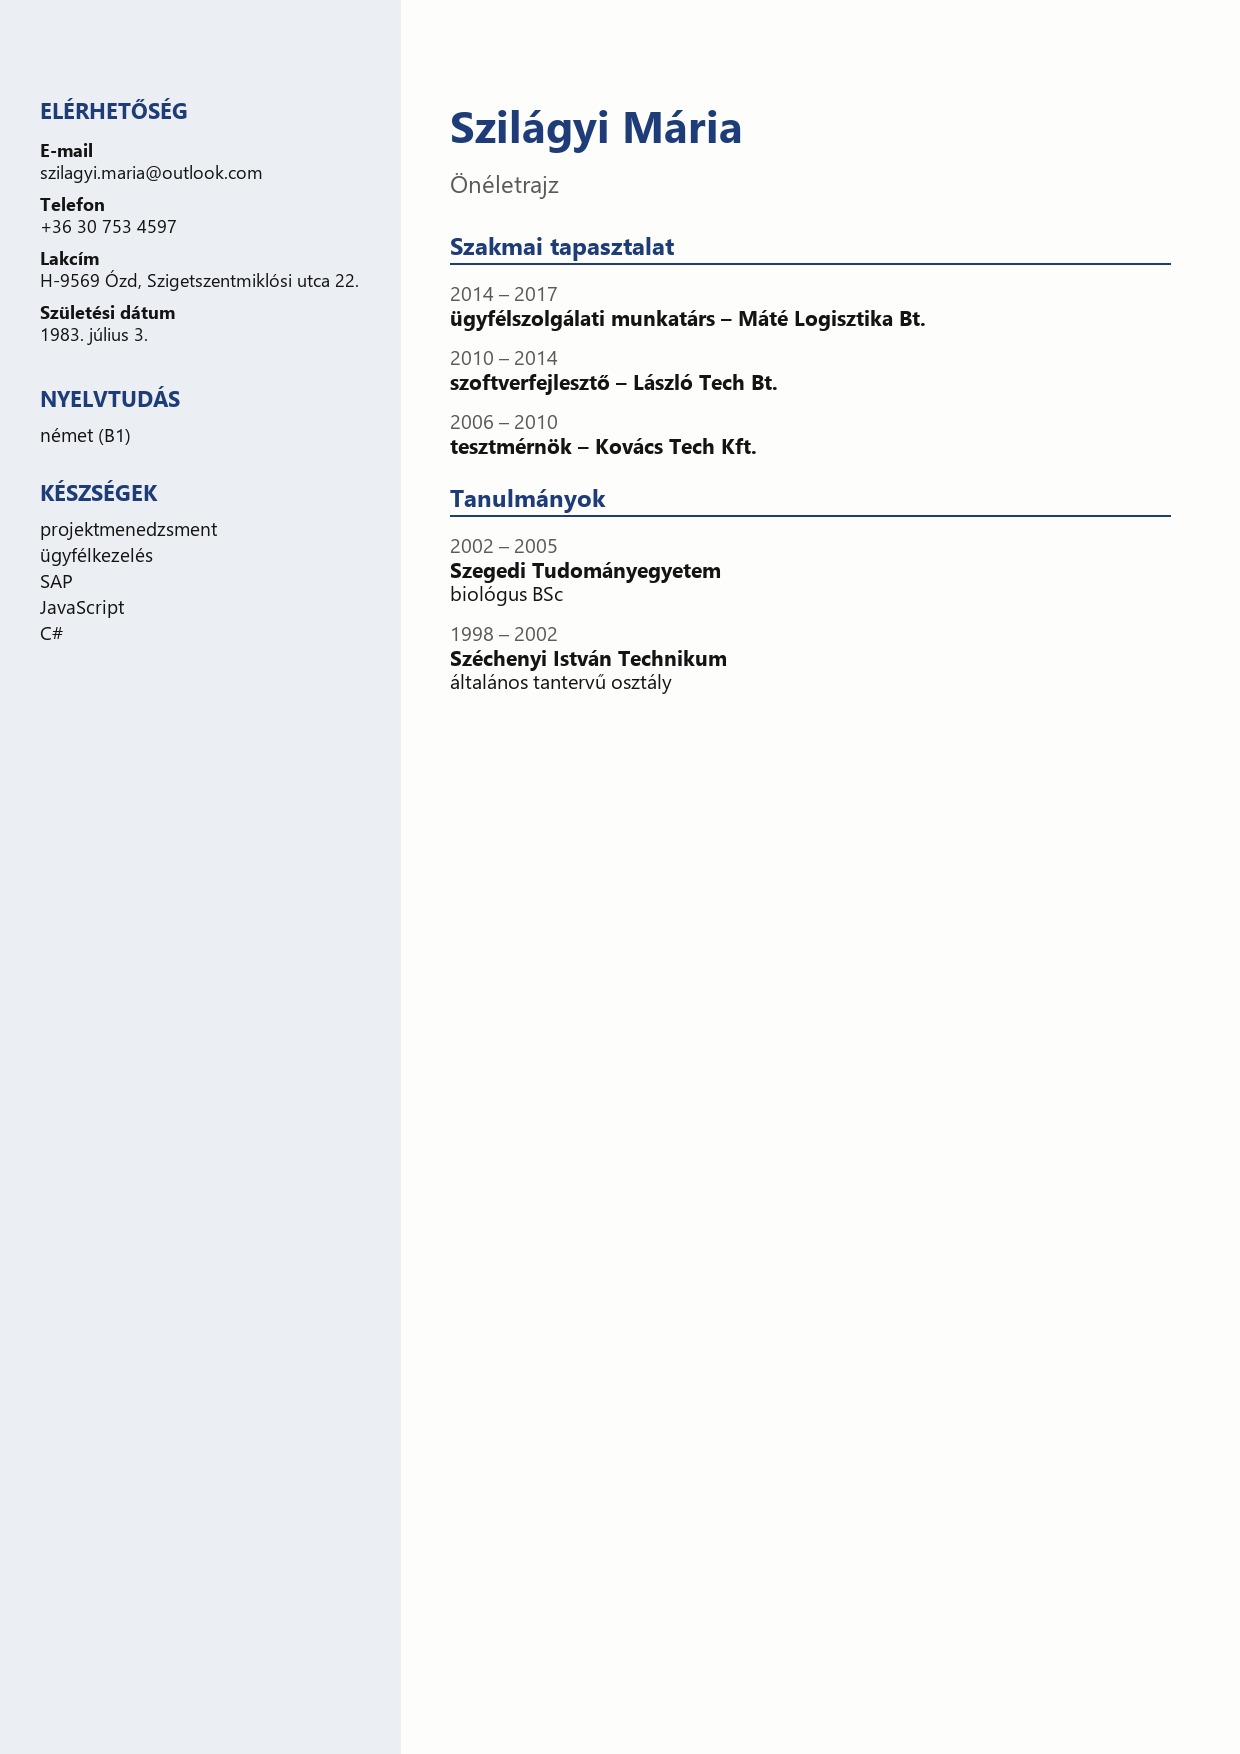 ELÉRHETŐSÉG
E-mail
szilagyi.maria@outlook.com
Telefon
+36 30 753 4597
Lakcím
H-9569 Ózd, Szigetszentmiklósi utca 22.
Születési dátum
1983. július 3.
NYELVTUDÁS
német (B1)
KÉSZSÉGEK
projektmenedzsment
ügyfélkezelés
SAP
JavaScript
C#
Szilágyi Mária
Önéletrajz
Szakmai tapasztalat
2014 – 2017
ügyfélszolgálati munkatárs – Máté Logisztika Bt.
2010 – 2014
szoftverfejlesztő – László Tech Bt.
2006 – 2010
tesztmérnök – Kovács Tech Kft.
Tanulmányok
2002 – 2005
Szegedi Tudományegyetem
biológus BSc
1998 – 2002
Széchenyi István Technikum
általános tantervű osztály